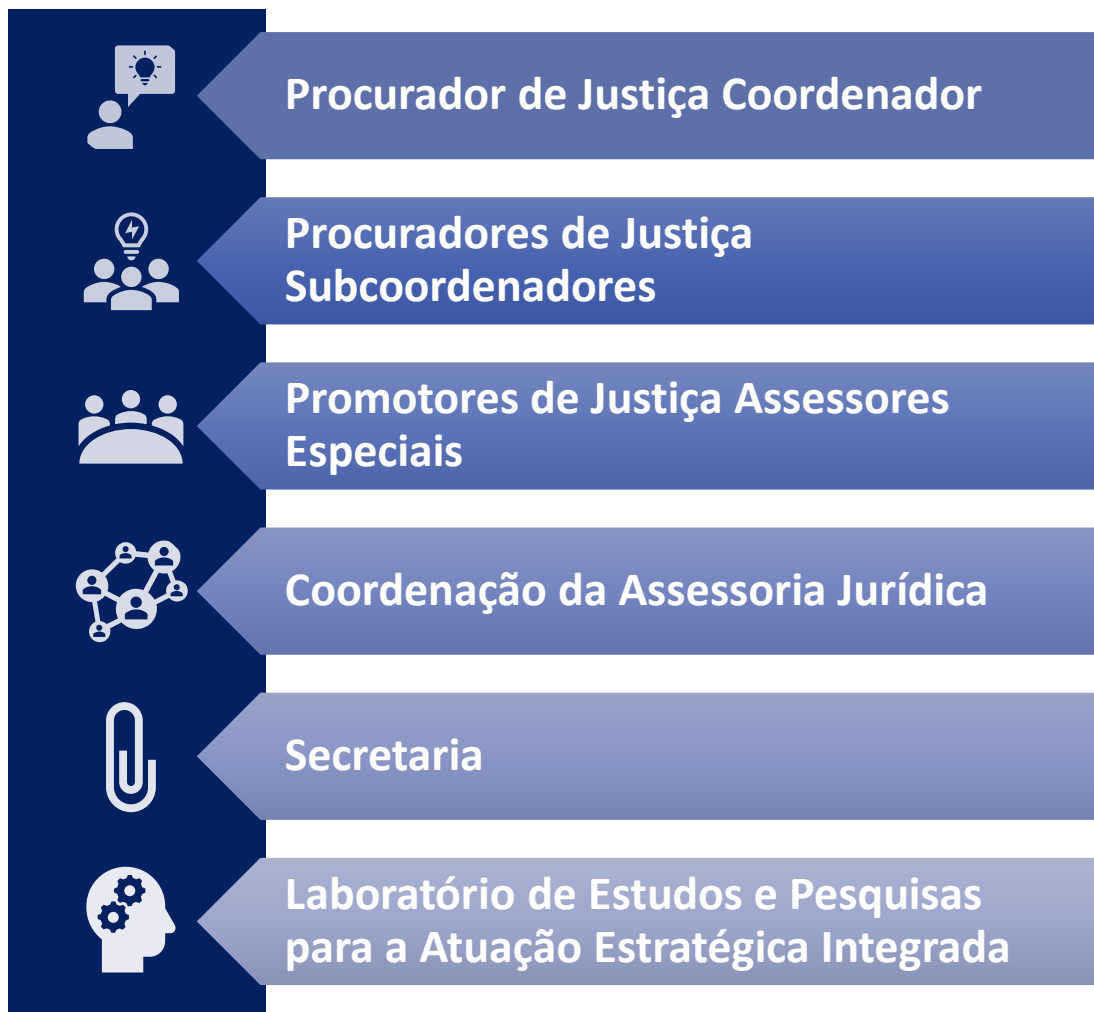 Procurador de Justiça Coordenador
Procuradores de Justiça
Subcoordenadores
Promotores de Justiça Assessores
Especiais
Coordenação da Assessoria Jurídica
Secretaria
Laboratório de Estudos e Pesquisas
para a Atuação Estratégica Integrada